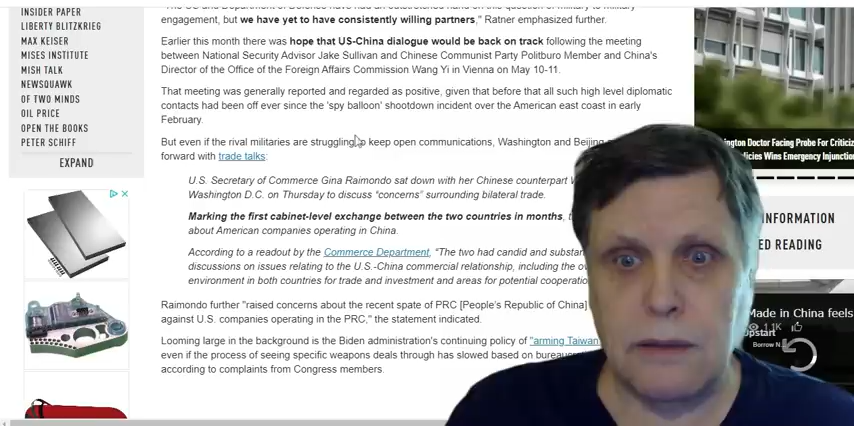 INSIDER PAPER
LIBERTY BLITZKRIEG
MAX KEISER
MISES INSTITUTE
MISH TALK
NEWSQUAWK
OF TWO MINDS
OIL PRICE
OPEN THE BOOKS
PETER SCHIFF
EXPAND
engagement, but we have yet to have consistently willing partners," Ratner emphasized further.
Earlier this month there was hope that US-China dialogue would be back on track following the meeting
between National Security Advisor Jake Sullivan and Chinese Communist Party Politburo Member and China's
Director of the Office of the Foreign Affairs Commission Wang Yi in Vienna on May 10-11.
That meeting was generally received and regarded as positive, given that before that all such high level diplomatic
contacts had been off ever since the 'spy balloon' shootdown incident over the American east coast in early
February.
But even if the rival militaries are struggling to keep open communications, Washington and Beijing
forward with trade talks:
U.S. Secretary of Commerce Gina Raimondo sat down with her Chinese counterpart W
Washington D.C. on Thursday to discuss "concerns" surrounding bilateral trade.
Marking the first cabinet-level exchange between the two countries in months,
about American companies operating in China.
According to a readout by the Commerce Department, "The two had candid and substan
discussions on issues relating to the U.S.-China commercial relationship, including the ov
environment in both countries for trade and investment and areas for potential cooperatio
Raimondo further "raised concerns about the recent spate of PRC [People's Republic of China]
against U.S. companies operating in the PRC," the statement indicated.
Looming large in the background is the Biden administration's continuing policy of "arming Taiwan
even if the process of seeing specific weapons deals through has slowed based on bureau
according to complaints from Congress members.
ington Doctor Facing Probe For Criticiz
licies Wins Emergency Injunction
INFORMATION
ED READING
Made in China feels
1.1K
Upstart
Borrow N